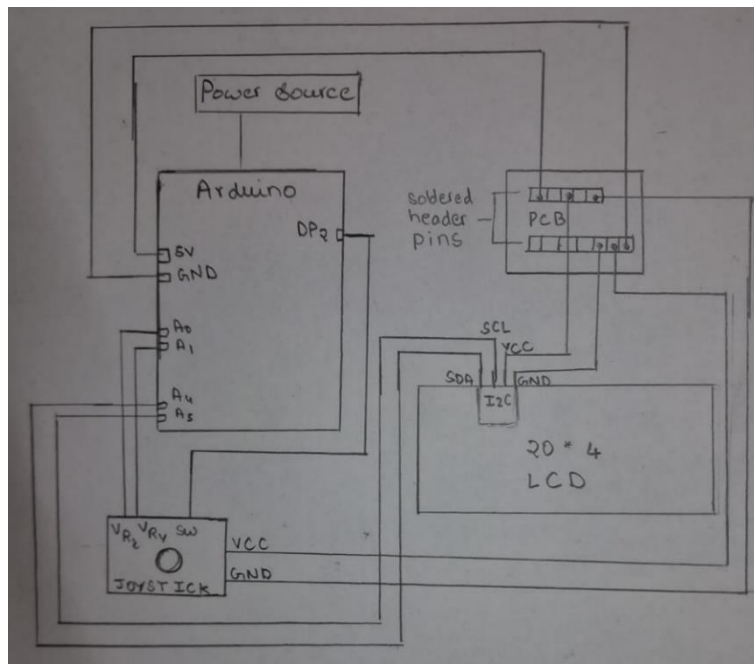 Power Source
Arduino
DP2
5V
GND
A0
A1
A4
A5
soldered
header
pins
PCB
SCL
VCC
SDA
GND
I2C
20 * 4
LCD
VRy
SW
JOYSTICK
VCC
GND